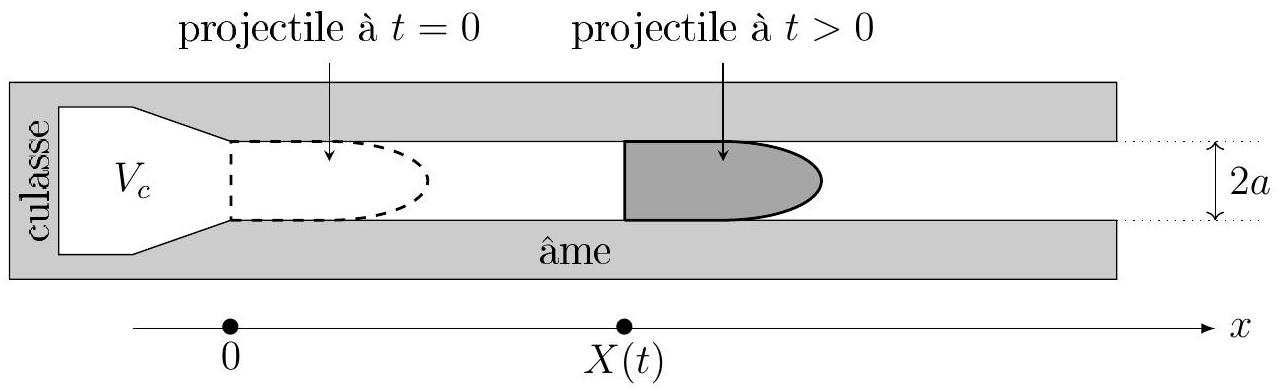 projectile à t = 0
projectile à t > 0
culasse
V_c
2a
âme
x
0
X(t)